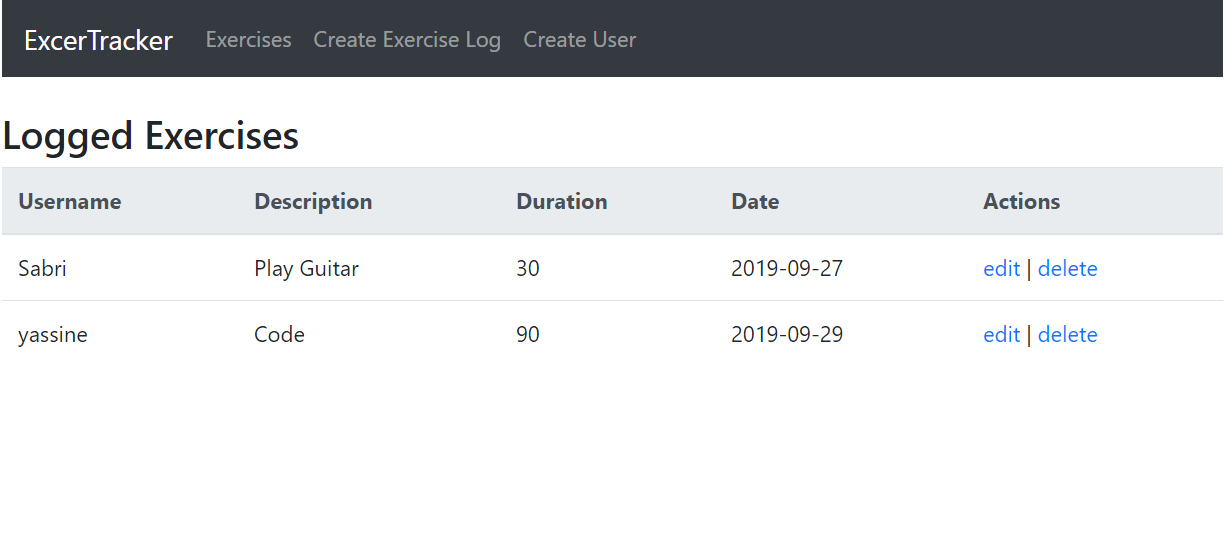 ExcerTracker Exercises Create Exercise Log Create User
Logged Exercises
Username Description Duration Date Actions
Sabri Play Guitar 30 2019-09-27 edit | delete
yassine Code 90 2019-09-29 edit | delete